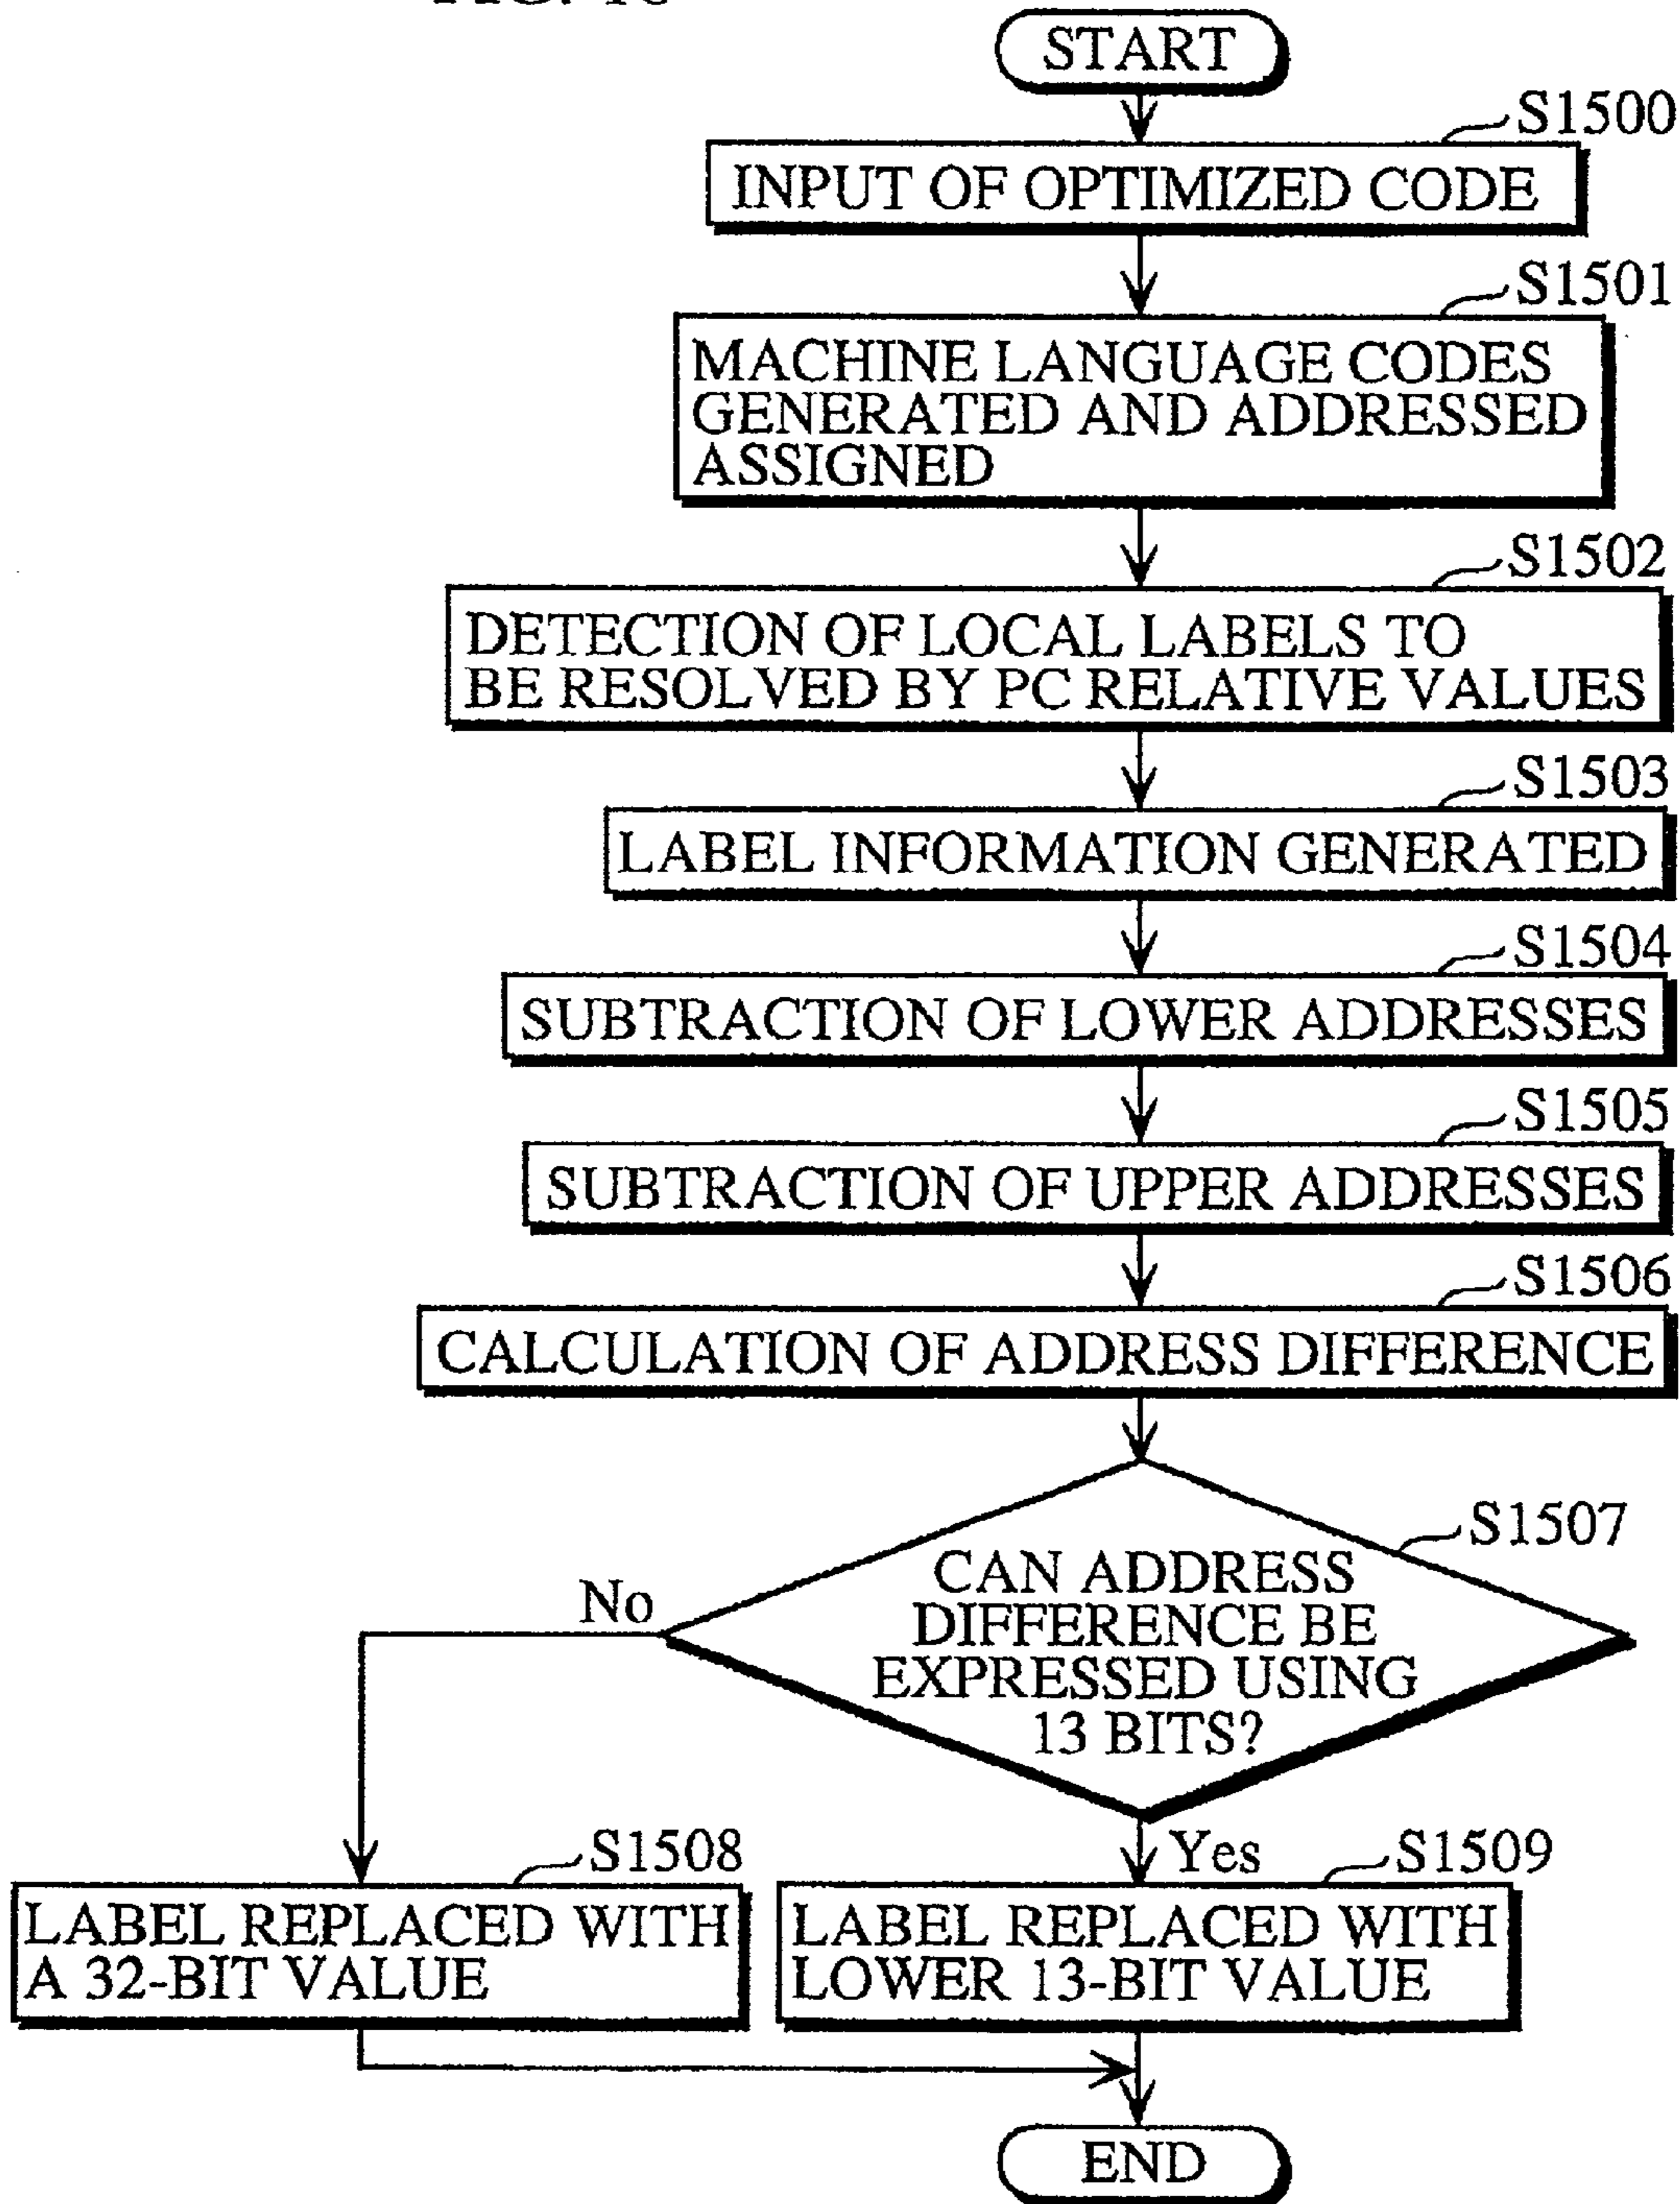 START
S1500
INPUT OF OPTIMIZED CODE
S1501
MACHINE LANGUAGE CODES
GENERATED AND ADDRESSED
ASSIGNED
S1502
DETECTION OF LOCAL LABELS TO
BE RESOLVED BY PC RELATIVE VALUES
S1503
LABEL INFORMATION GENERATED
S1504
SUBTRACTION OF LOWER ADDRESSES
S1505
SUBTRACTION OF UPPER ADDRESSES
S1506
CALCULATION OF ADDRESS DIFFERENCE
S1507
CAN ADDRESS
DIFFERENCE BE
EXPRESSED USING
13 BITS?
No
Yes
S1508
LABEL REPLACED WITH
A 32-BIT VALUE
S1509
LABEL REPLACED WITH
LOWER 13-BIT VALUE
END